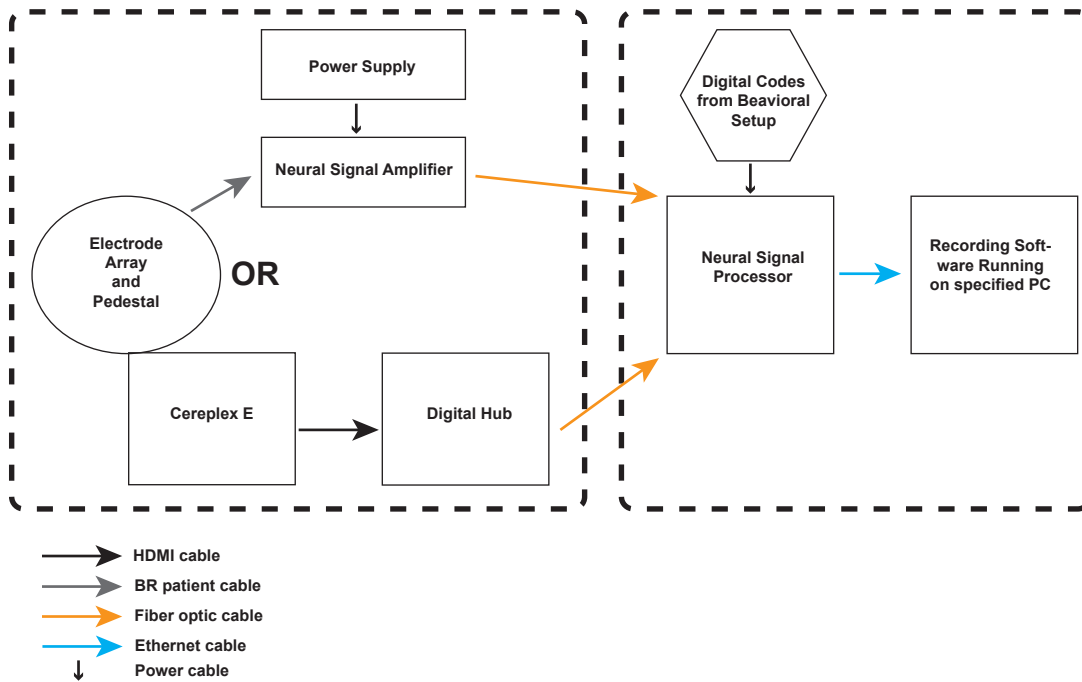 Power Supply
Neural Signal Amplifier
Electrode
Array
and
Pedestal
OR
Cereplex E
Digital Hub
Digital Codes
from Beavioral
Setup
Neural Signal
Processor
Recording Soft-
ware Running
on specified PC
HDMI cable
BR patient cable
Fiber optic cable
Ethernet cable
Power cable